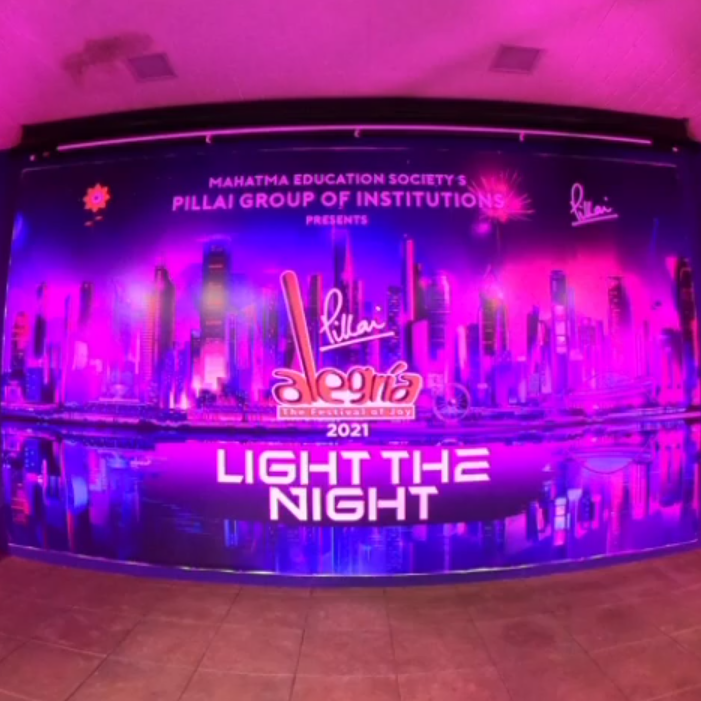 MAHATMA EDUCATION SOCIETY'S
PILLAI GROUP OF INSTITUTIONS
PRESENTS
Pillai
Pillai
alegría
The Festival of Joy
2021
LIGHT THE
NIGHT